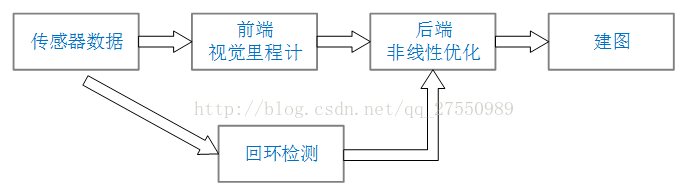 传感器数据
前端
视觉里程计
后端
非线性优化
建图
http://blog.csdn.net/qq_27550989
回环检测